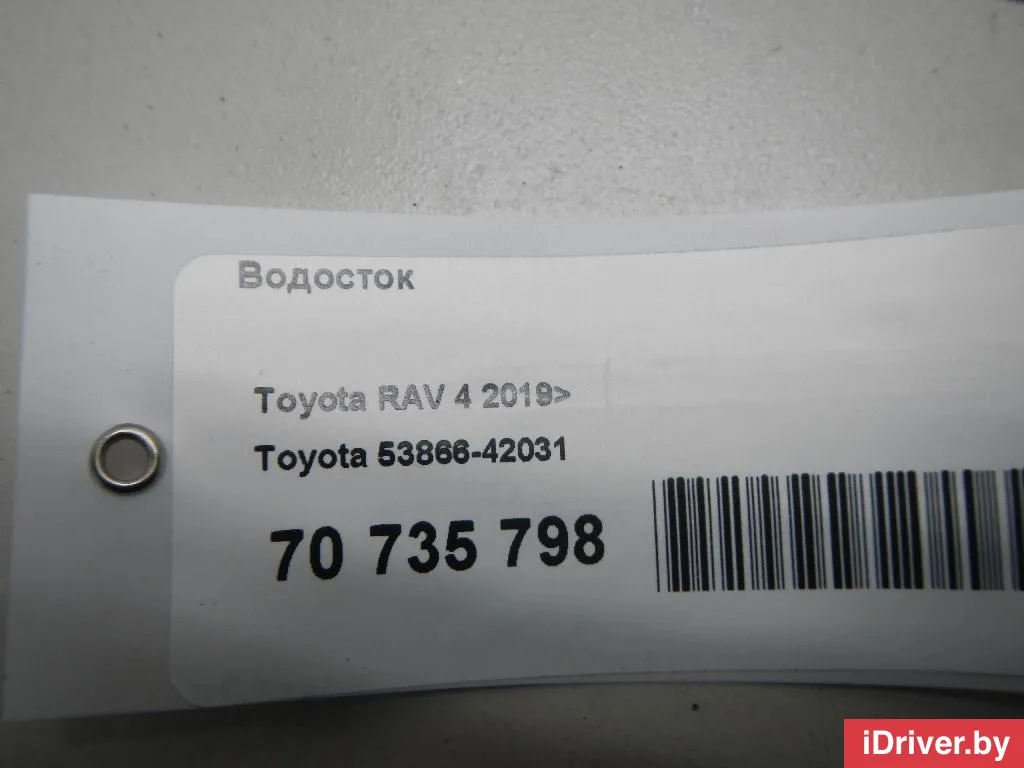 Водосток
Toyota RAV 4 2019>
Toyota 53866-42031
70 735 798
iDriver.by